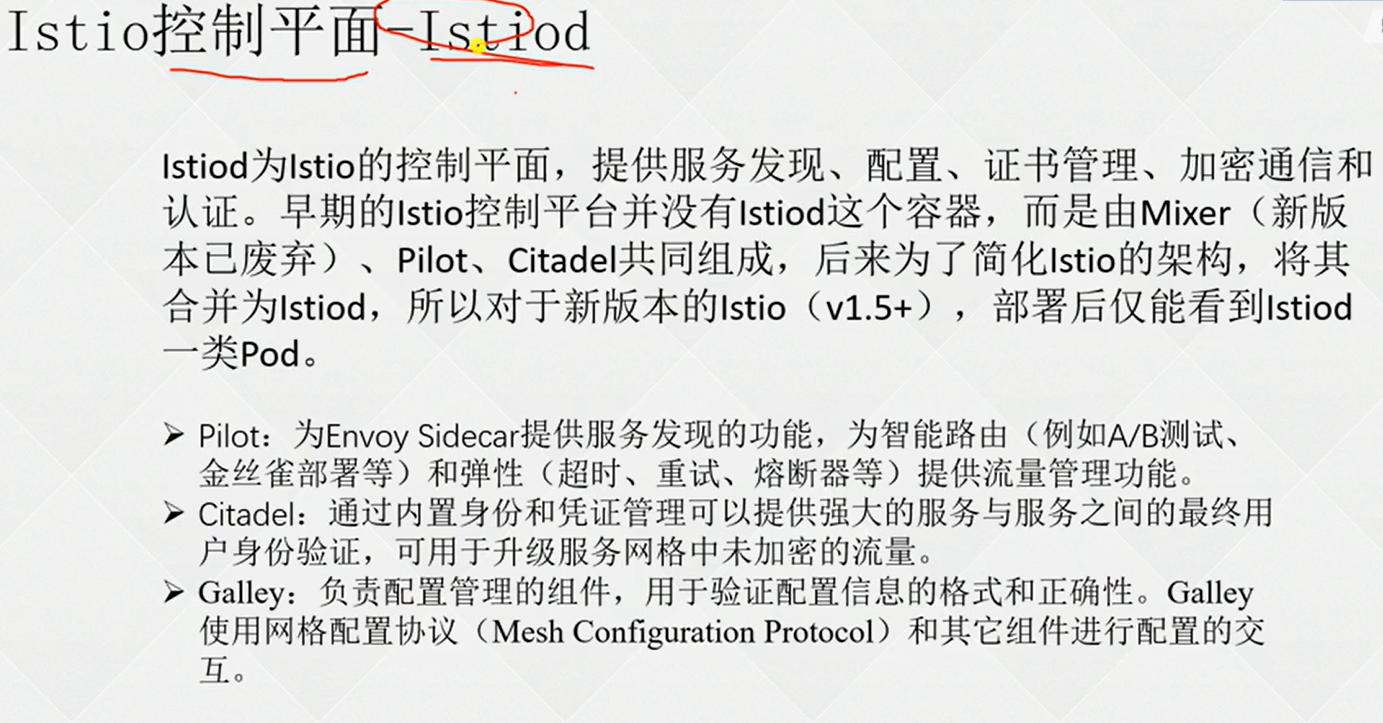 Istio控制平面-Istiod
Istiod为Istio的控制平面，提供服务发现、配置、证书管理、加密通信和
认证。早期的Istio控制平台并没有Istiod这个容器，而是由Mixer（新版
本已废弃）、Pilot、Citadel共同组成，后来为了简化Istio的架构，将其
合并为Istiod，所以对于新版本的Istio（v1.5+），部署后仅能看到Istiod
一类Pod。
➢ Pilot：为Envoy Sidecar提供服务发现的功能，为智能路由（例如A/B测试、
金丝雀部署等）和弹性（超时、重试、熔断器等）提供流量管理功能。
➢ Citadel：通过内置身份和凭证管理可以提供强大的服务与服务之间的最终用
户身份验证，可用于升级服务网格中未加密的流量。
➢ Galley：负责配置管理的组件，用于验证配置信息的格式和正确性。Galley
使用网格配置协议（Mesh Configuration Protocol）和其它组件进行配置的交
互。